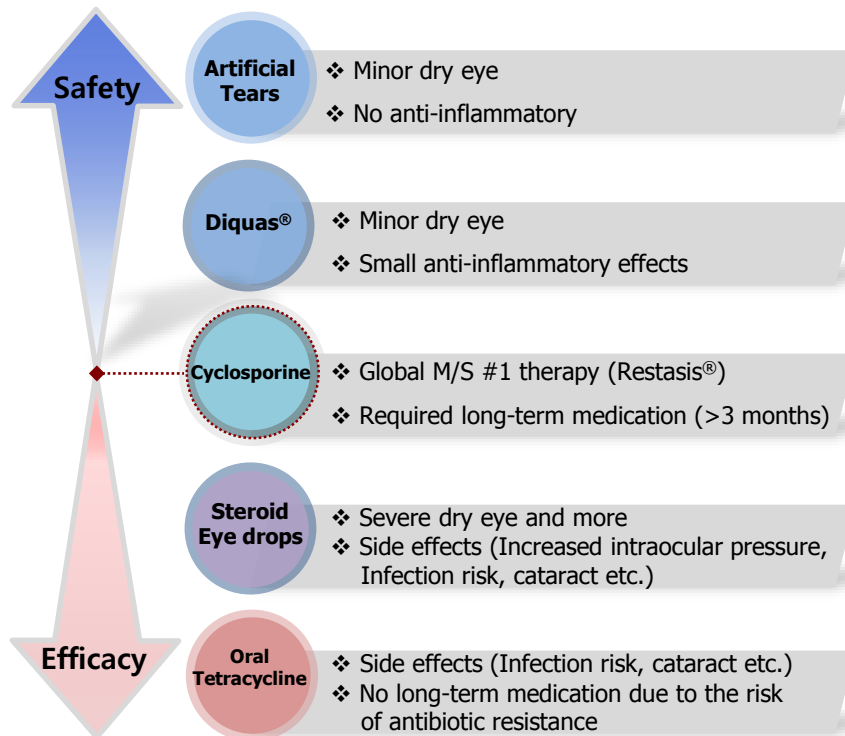 Safety
Artificial
Tears
❖ Minor dry eye
❖ No anti-inflammatory
Diquas®
❖ Minor dry eye
❖ Small anti-inflammatory effects
Cyclosporine
❖ Global M/S #1 therapy (Restasis®)
❖ Required long-term medication (>3 months)
Steroid
Eye drops
❖ Severe dry eye and more
❖ Side effects (Increased intraocular pressure,
Infection risk, cataract etc.)
Efficacy
Oral
Tetracycline
❖ Side effects (Infection risk, cataract etc.)
❖ No long-term medication due to the risk
of antibiotic resistance